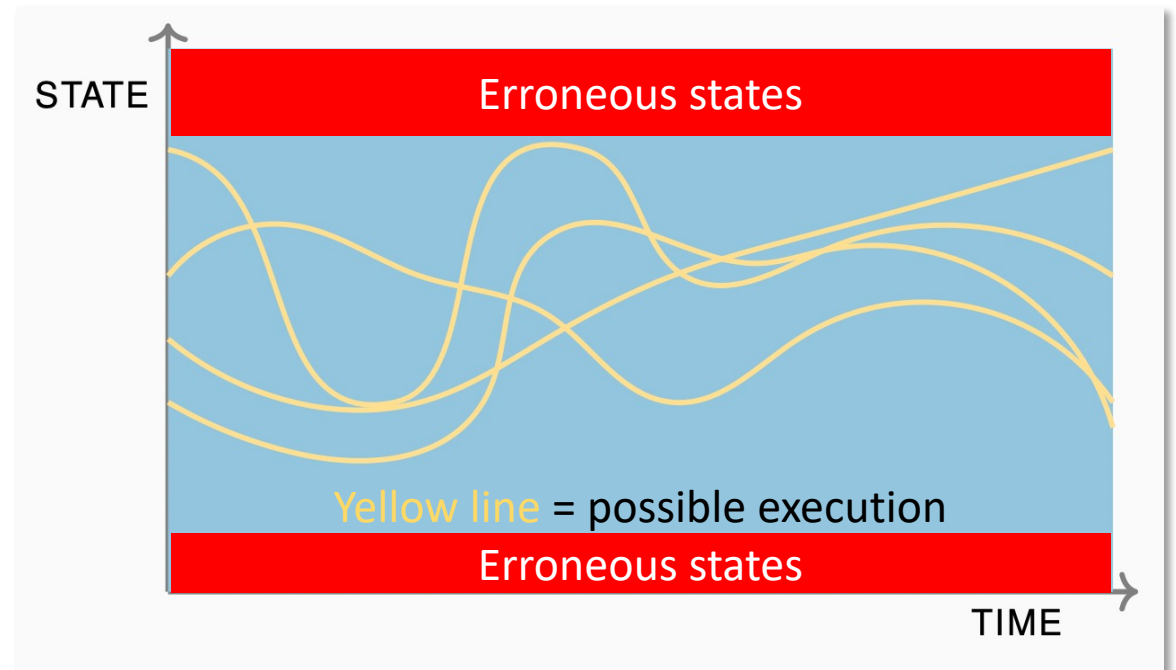 STATE
Erroneous states
Yellow line = possible execution
Erroneous states
TIME